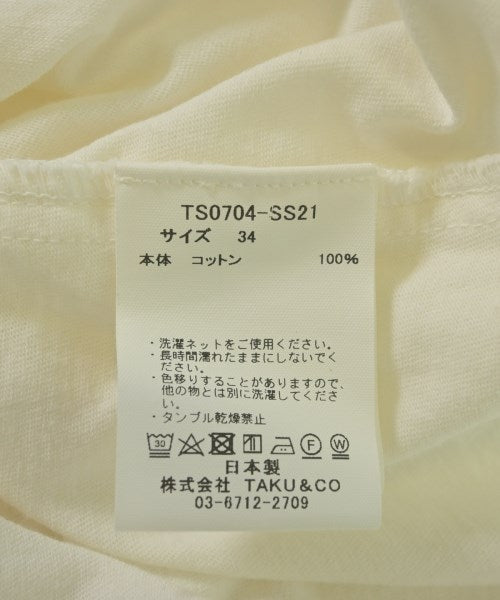 TS0704-SS21
サイズ 34
本体 コットン 100%
・洗濯ネットをご使用ください。
・長時間濡れたままにしないでく
ださい。
・色移りすることがありますので、
他の物とは別に洗濯してくださ
い。
・タンブル乾燥禁止
30 F W
日本製
株式会社 TAKU&CO
03-6712-2709